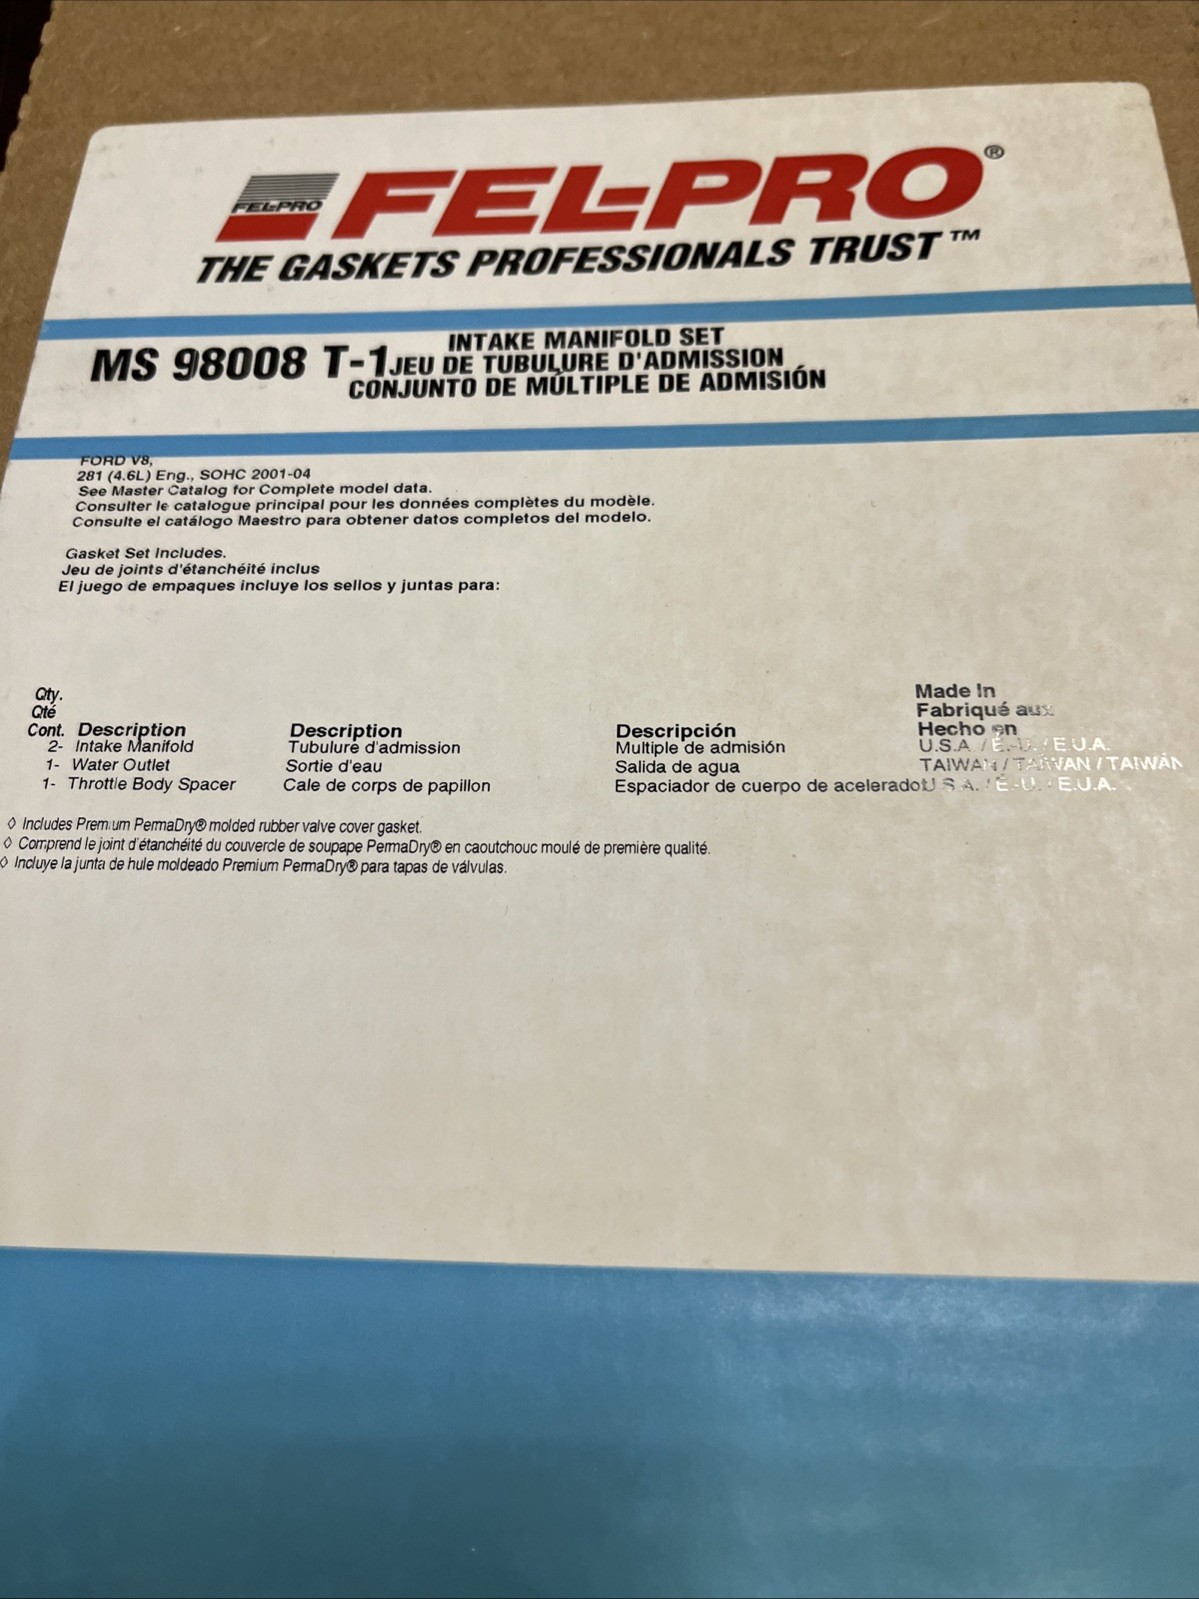 FEL-PRO
FEL-PRO®
THE GASKETS PROFESSIONALS TRUST™
MS 98008 T-1
INTAKE MANIFOLD SET
JEU DE TUBULURE D'ADMISSION
CONJUNTO DE MÚLTIPLE DE ADMISIÓN
FORD V8,
281 (4.6L) Eng., SOHC 2001-04
See Master Catalog for Complete model data.
Consulter le catalogue principal pour les données complètes du modèle.
Consulte el catálogo Maestro para obtener datos completos del modelo.
Gasket Set Includes.
Jeu de joints d'étanchéité inclus
El juego de empaques incluye los sellos y juntas para:
Qty.
Qté
Cont. Description Description Descripción
Made In
Fabriqué aux
Hecho en
2- Intake Manifold Tubulure d'admission Multiple de admisión U.S.A. / É.-U. / E.U.A.
1- Water Outlet Sortie d'eau Salida de agua TAIWAN / TAIWAN / TAIWÁN
1- Throttle Body Spacer Cale de corps de papillon Espaciador de cuerpo de acelerador U.S.A. / É.-U. / E.U.A.
◊ Includes Premium PermaDry® molded rubber valve cover gasket.
◊ Comprend le joint d'étanchéité du couvercle de soupape PermaDry® en caoutchouc moulé de première qualité.
◊ Incluye la junta de hule moldeado Premium PermaDry® para tapas de válvulas.